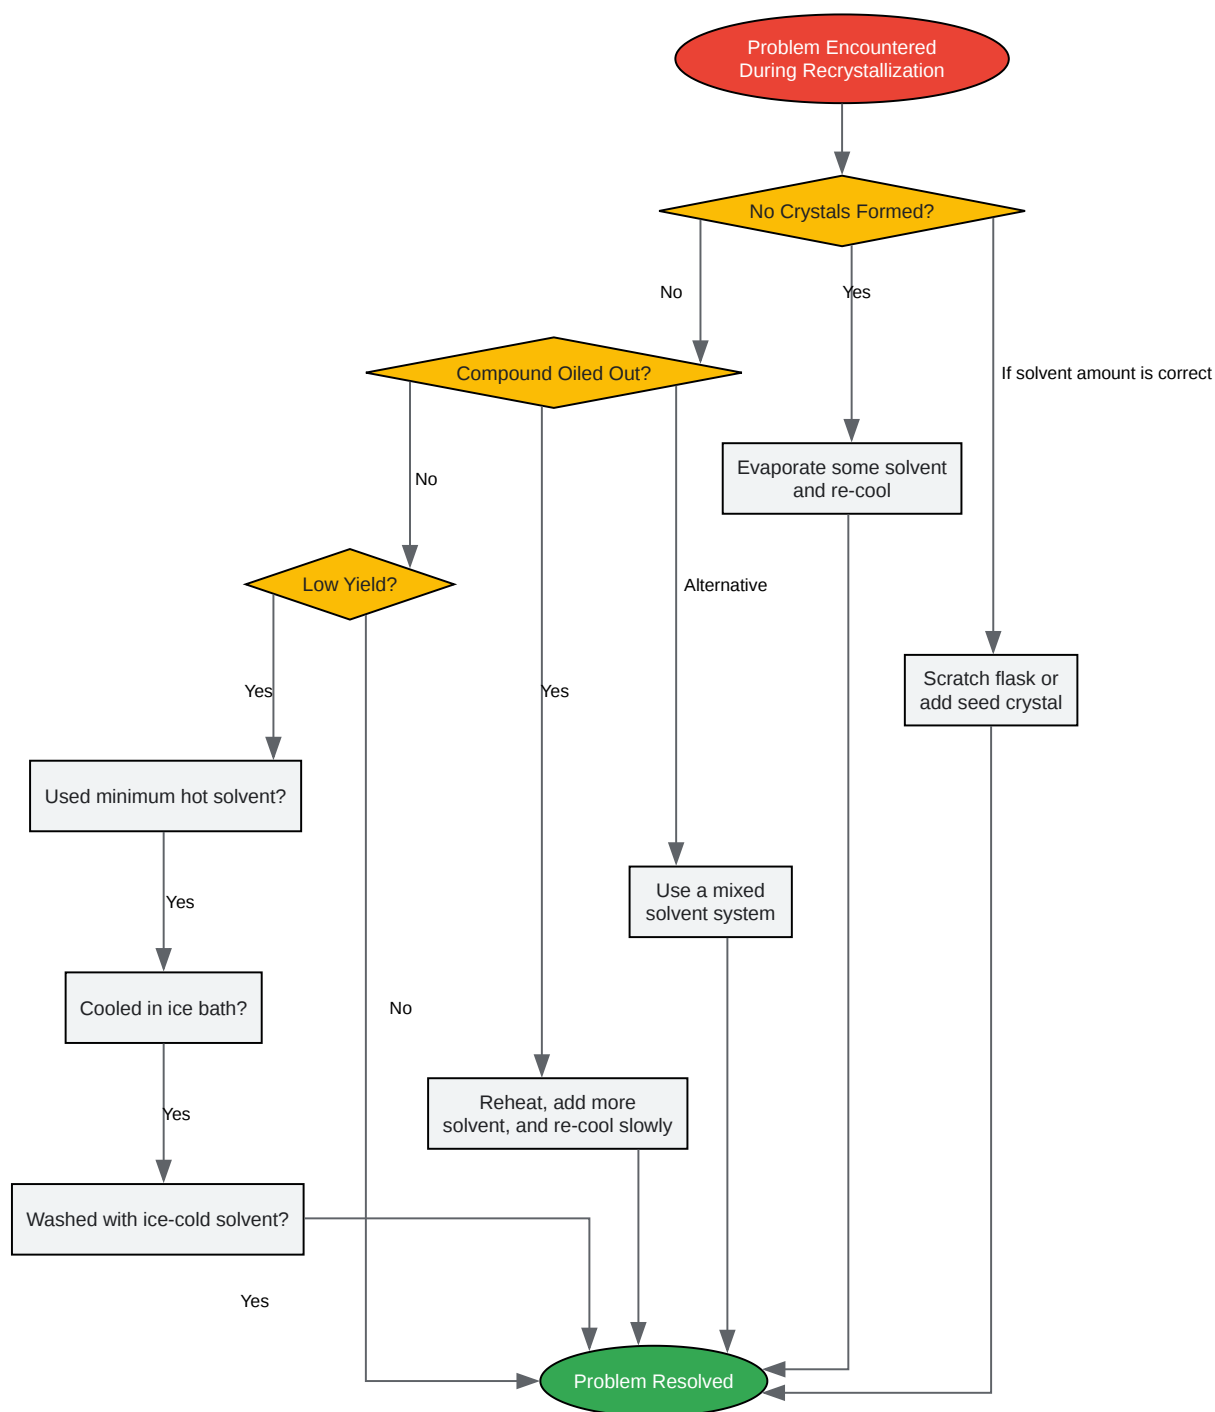 Problem Encountered
During Recrystallization
No Crystals Formed?
No
Yes
Compound Oiled Out?
If solvent amount is correct
Evaporate some solvent
and re-cool
No
Low Yield?
Alternative
Scratch flask or
add seed crystal
Yes
Yes
Used minimum hot solvent?
Yes
Use a mixed
solvent system
Cooled in ice bath?
No
Reheat, add more
solvent, and re-cool slowly
Yes
Washed with ice-cold solvent?
Yes
Problem Resolved